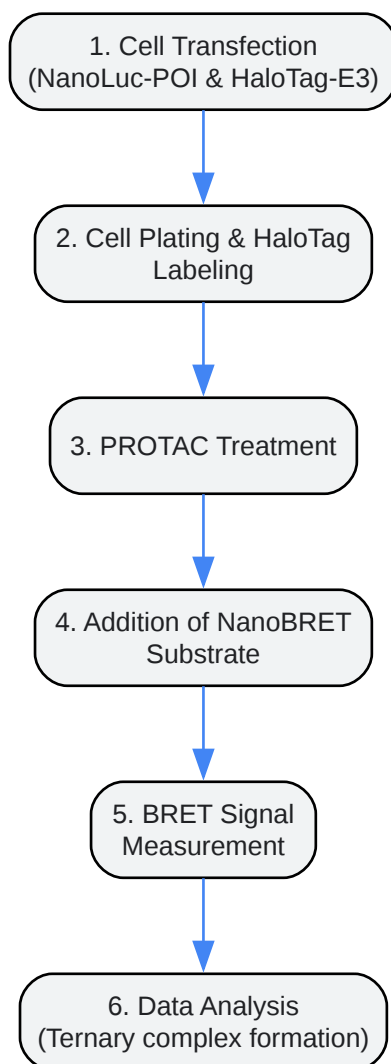 1. Cell Transfection
(NanoLuc-POI & HaloTag-E3)
2. Cell Plating & HaloTag
Labeling
3. PROTAC Treatment
4. Addition of NanoBRET
Substrate
5. BRET Signal
Measurement
6. Data Analysis
(Ternary complex formation)